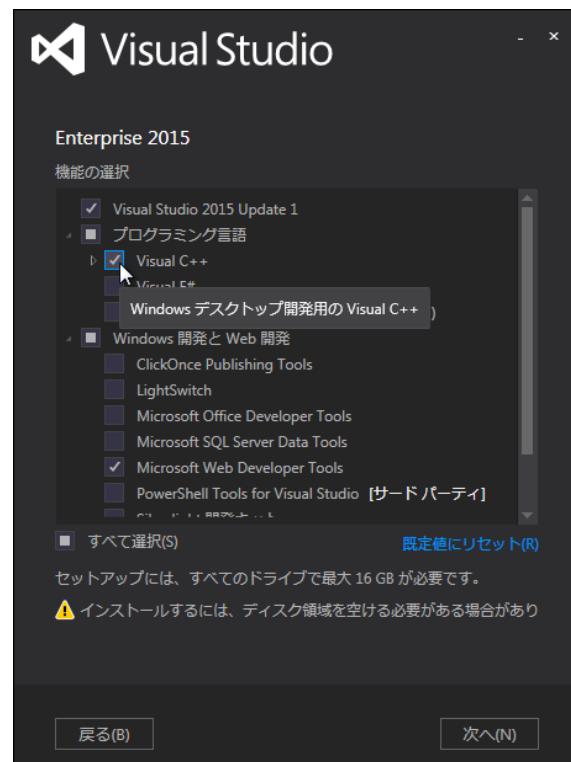 Visual Studio
Enterprise 2015
機能の選択
Visual Studio 2015 Update 1
プログラミング言語
Visual C++
Visual F#
Windows デスクトップ開発用の Visual C++
)
Windows 開発と Web 開発
ClickOnce Publishing Tools
LightSwitch
Microsoft Office Developer Tools
Microsoft SQL Server Data Tools
Microsoft Web Developer Tools
PowerShell Tools for Visual Studio [サード パーティ]
すべて選択(S)
既定値にリセット(R)
セットアップには、すべてのドライブで最大 16 GB が必要です。
インストールするには、ディスク領域を空ける必要がある場合があり
戻る(B)
次へ(N)